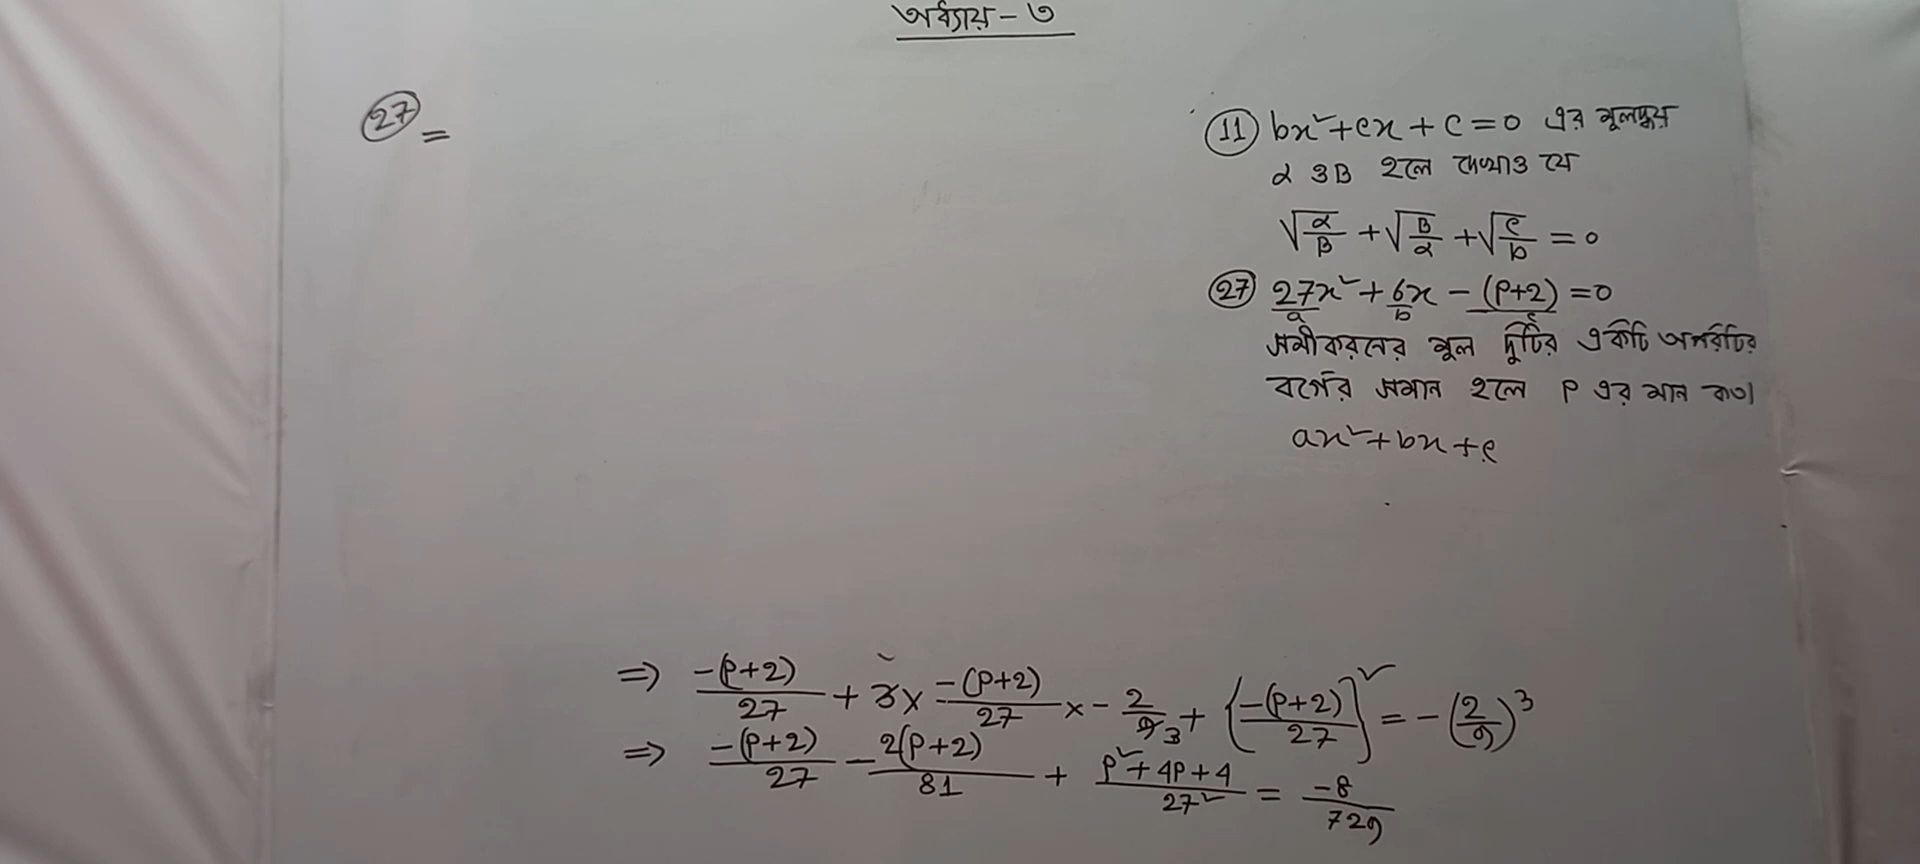 অধ্যায় - ৩
(27) =
(11) bx² + cx + c = 0 এর মূলদ্বয়
α ও B হলে দেখাও যে
√(α/B) + √(B/α) + √(c/b) = 0
(27) 27x² + 6x - (P+2) = 0
a b c
সমীকরনের মূল দুটির একটি অপরটির
বর্গের সমান হলে P এর মান কত।
ax² + bx + c
⇒ -(P+2)/27 + 3 × -(P+2)/27 × - 2/9 3 + {-(P+2)/27}² = - (2/9)³
⇒ -(P+2)/27 - 2(P+2)/81 + P² + 4P + 4/27² = -8/729